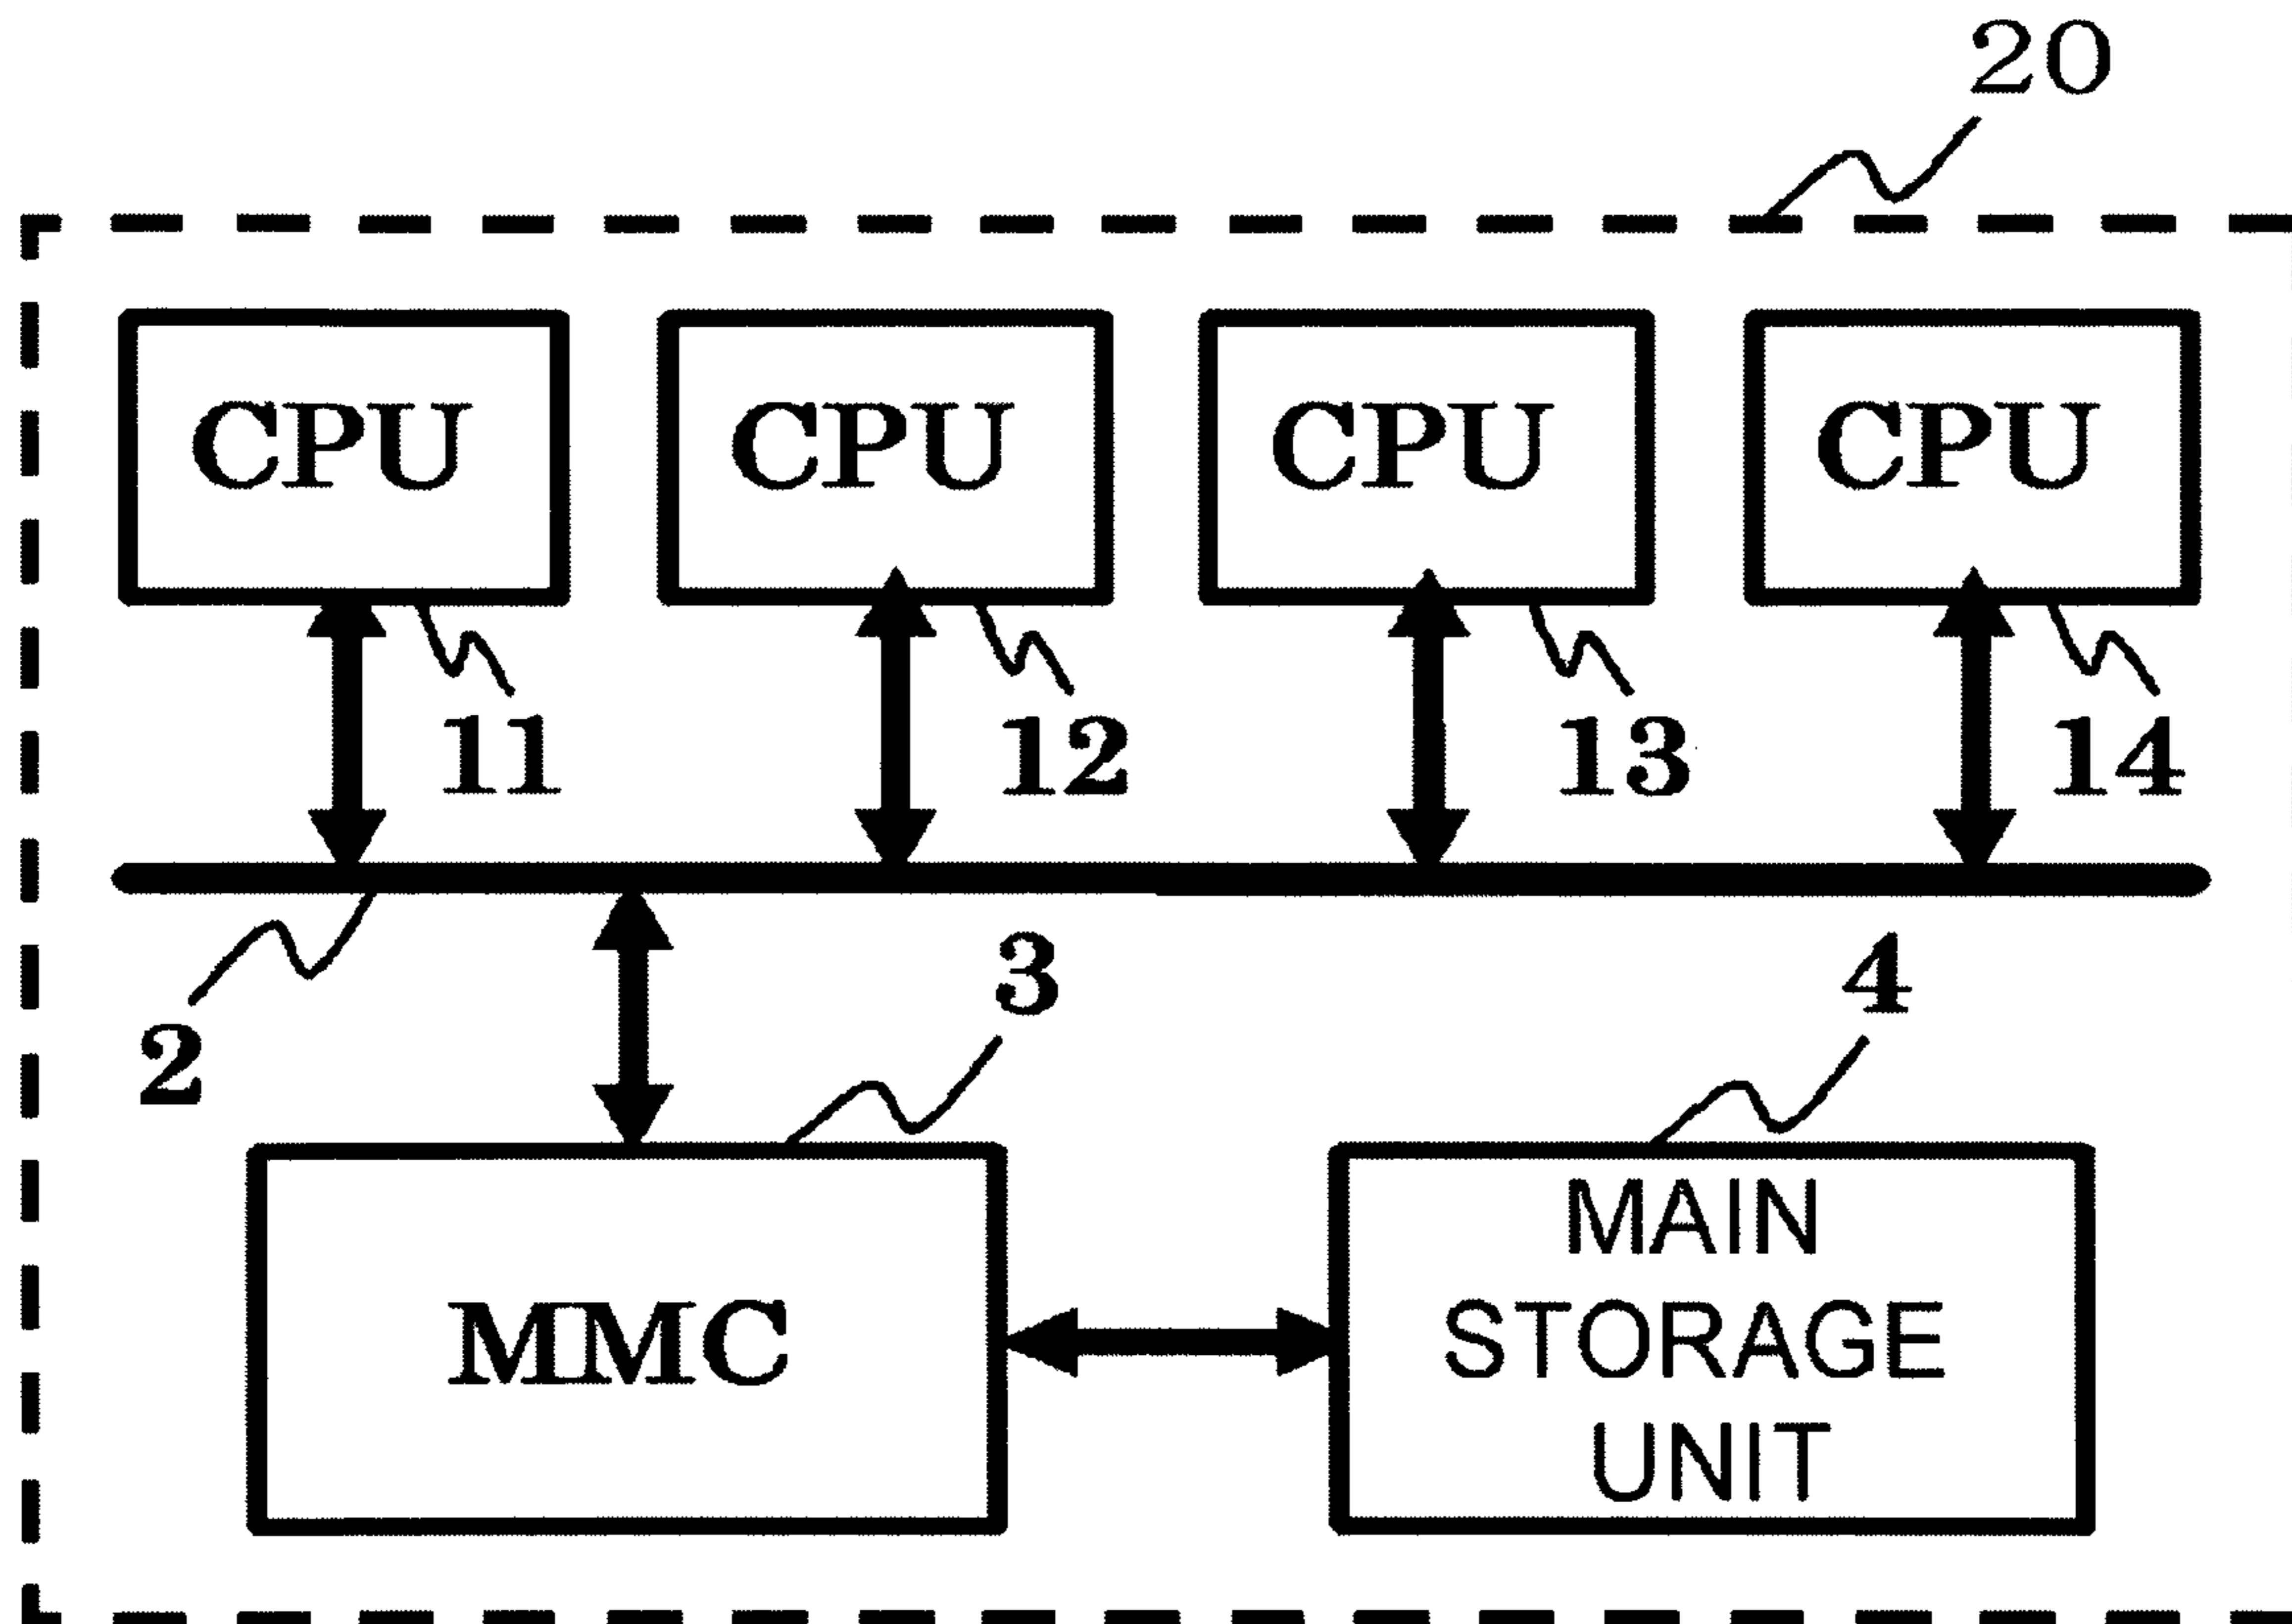 20
CPU CPU CPU CPU
11 12 13 14
2
3
4
MMC
MAIN
STORAGE
UNIT